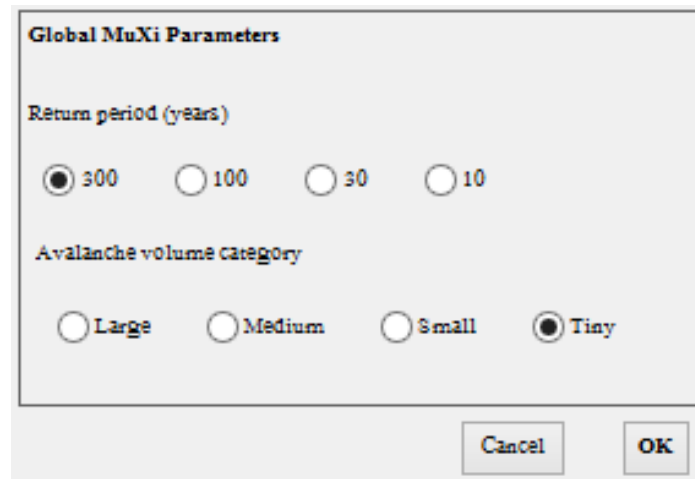 Global MuXi Parameters
Return period (years)
300 100 30 10
Avalanche volume category
Large Medium Small Tiny
Cancel OK